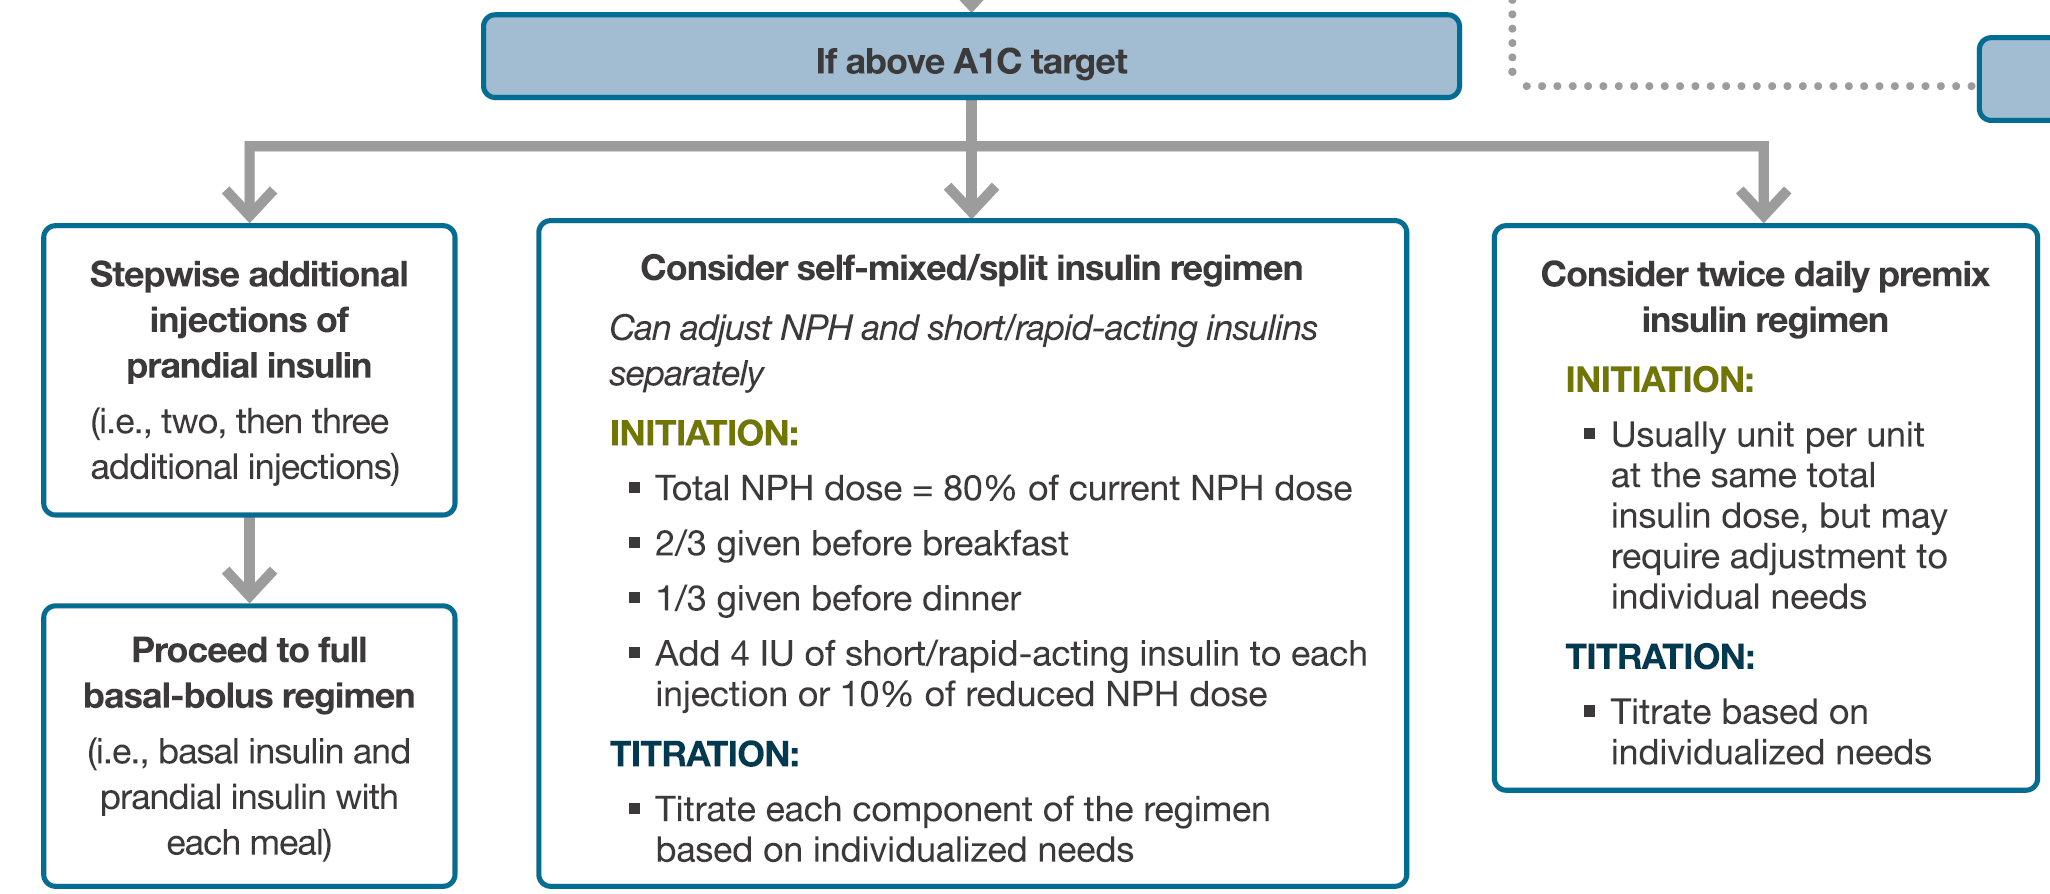 If above A1C target
Stepwise additional
injections of
prandial insulin
(i.e., two, then three
additional injections)
Proceed to full
basal-bolus regimen
(i.e., basal insulin and
prandial insulin with
each meal)
Consider self-mixed/split insulin regimen
Can adjust NPH and short/rapid-acting insulins
separately
INITIATION:
▪ Total NPH dose = 80% of current NPH dose
▪ 2/3 given before breakfast
▪ 1/3 given before dinner
▪ Add 4 IU of short/rapid-acting insulin to each
injection or 10% of reduced NPH dose
TITRATION:
▪ Titrate each component of the regimen
based on individualized needs
Consider twice daily premix
insulin regimen
INITIATION:
▪ Usually unit per unit
at the same total
insulin dose, but may
require adjustment to
individual needs
TITRATION:
▪ Titrate based on
individualized needs